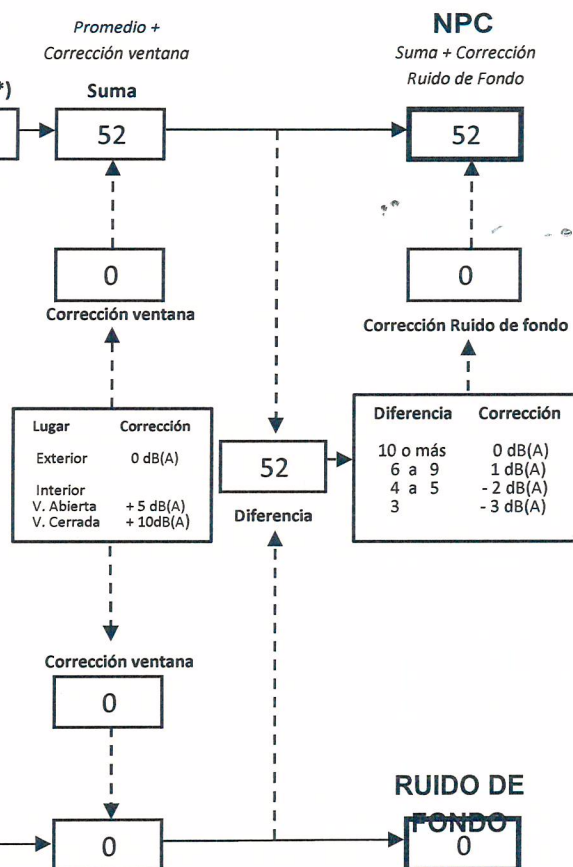 Promedio +
Corrección ventana
NPC
Suma + Corrección
Ruido de Fondo
*)
Suma
52
52
0
0
Corrección ventana
Corrección Ruido de fondo
Lugar Corrección
Exterior 0 dB(A)
Interior
V. Abierta + 5 dB(A)
V. Cerrada + 10dB(A)
52
Diferencia
Diferencia Corrección
10 o más 0 dB(A)
6 a 9 1 dB(A)
4 a 5 - 2 dB(A)
3 - 3 dB(A)
Corrección ventana
0
RUIDO DE
FONDO
0
0